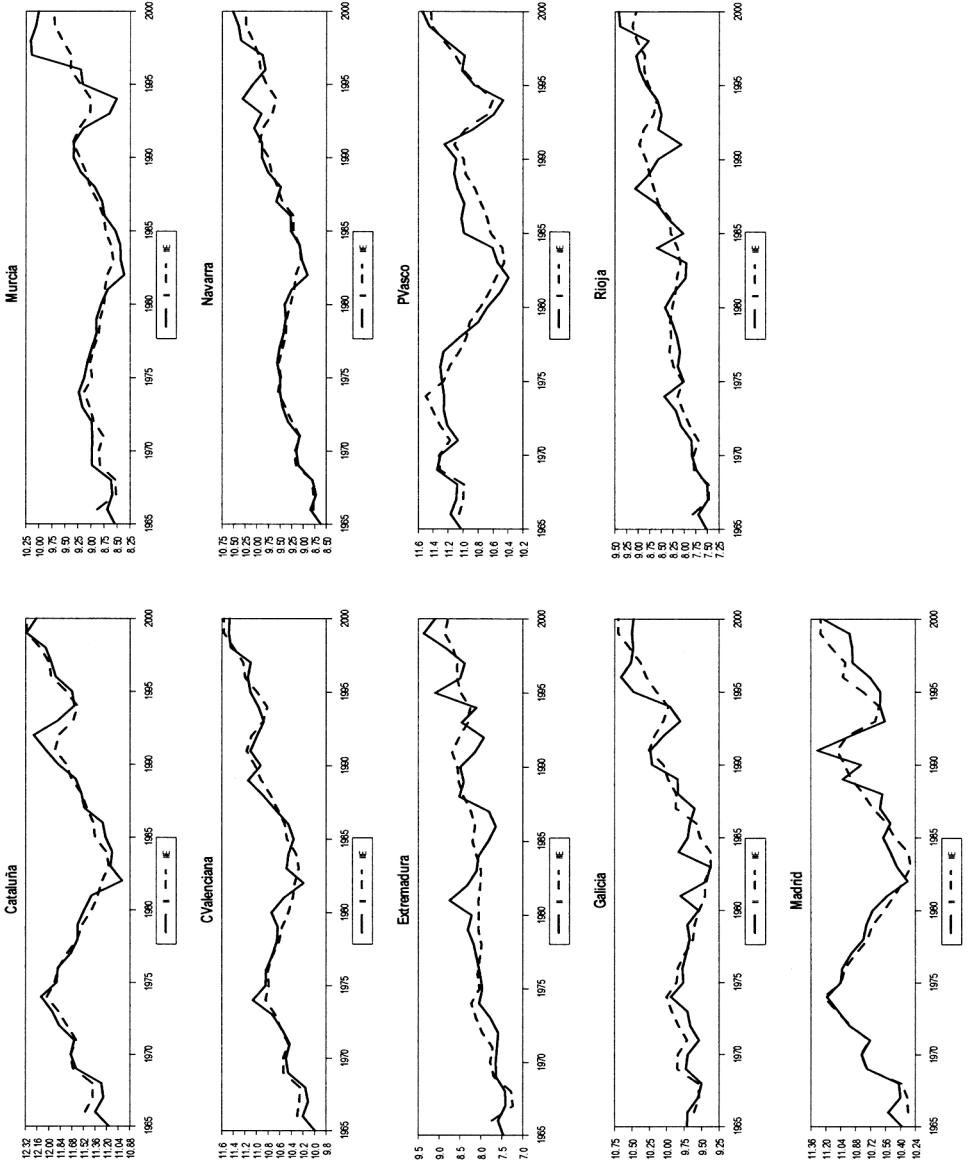 Cataluña
12.32
12.16
12.00
11.84
11.68
11.52
11.36
11.20
11.04
10.88
1965 1970 1975 1980 1985 1990 1995 2000
I IE
Murcia
10.25
10.00
9.75
9.50
9.25
9.00
8.75
8.50
8.25
1965 1970 1975 1980 1985 1990 1995 2000
I IE
CValenciana
11.6
11.4
11.2
11.0
10.8
10.6
10.4
10.2
10.0
9.8
1965 1970 1975 1980 1985 1990 1995 2000
I IE
Navarra
10.75
10.50
10.25
10.00
9.75
9.50
9.25
9.00
8.75
8.50
1965 1970 1975 1980 1985 1990 1995 2000
I IE
Extremadura
9.5
9.0
8.5
8.0
7.5
7.0
1965 1970 1975 1980 1985 1990 1995 2000
I IE
PVasco
11.6
11.4
11.2
11.0
10.8
10.6
10.4
10.2
1965 1970 1975 1980 1985 1990 1995 2000
I IE
Galicia
10.75
10.50
10.25
10.00
9.75
9.50
9.25
1965 1970 1975 1980 1985 1990 1995 2000
I IE
Rioja
9.50
9.25
9.00
8.75
8.50
8.25
8.00
7.75
7.50
7.25
1965 1970 1975 1980 1985 1990 1995 2000
I IE
Madrid
11.36
11.20
11.04
10.88
10.72
10.56
10.40
10.24
1965 1970 1975 1980 1985 1990 1995 2000
I IE